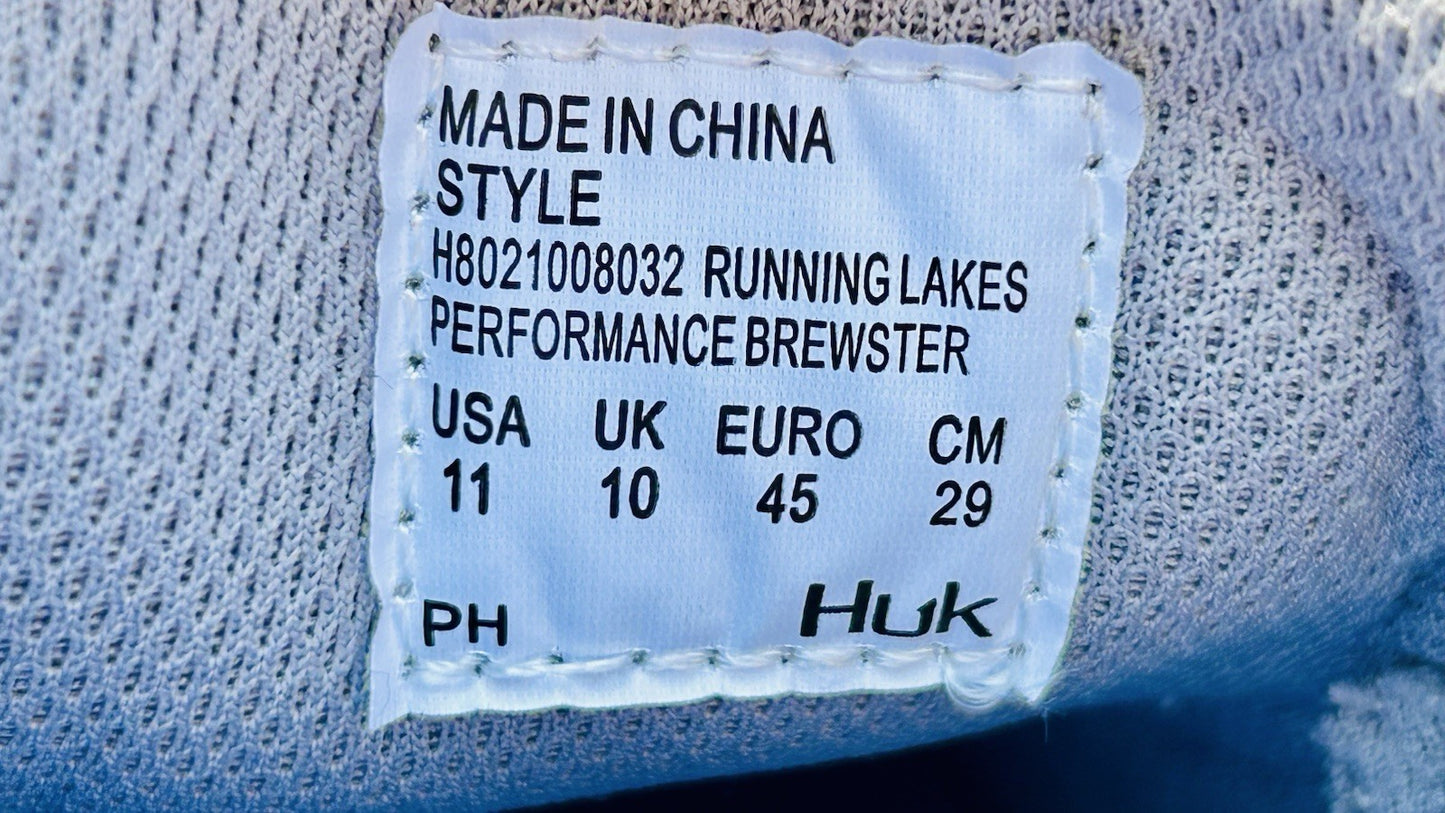 MADE IN CHINA
STYLE
H8021008032 RUNNING LAKES
PERFORMANCE BREWSTER
USA UK EURO CM
11 10 45 29
PH Huk